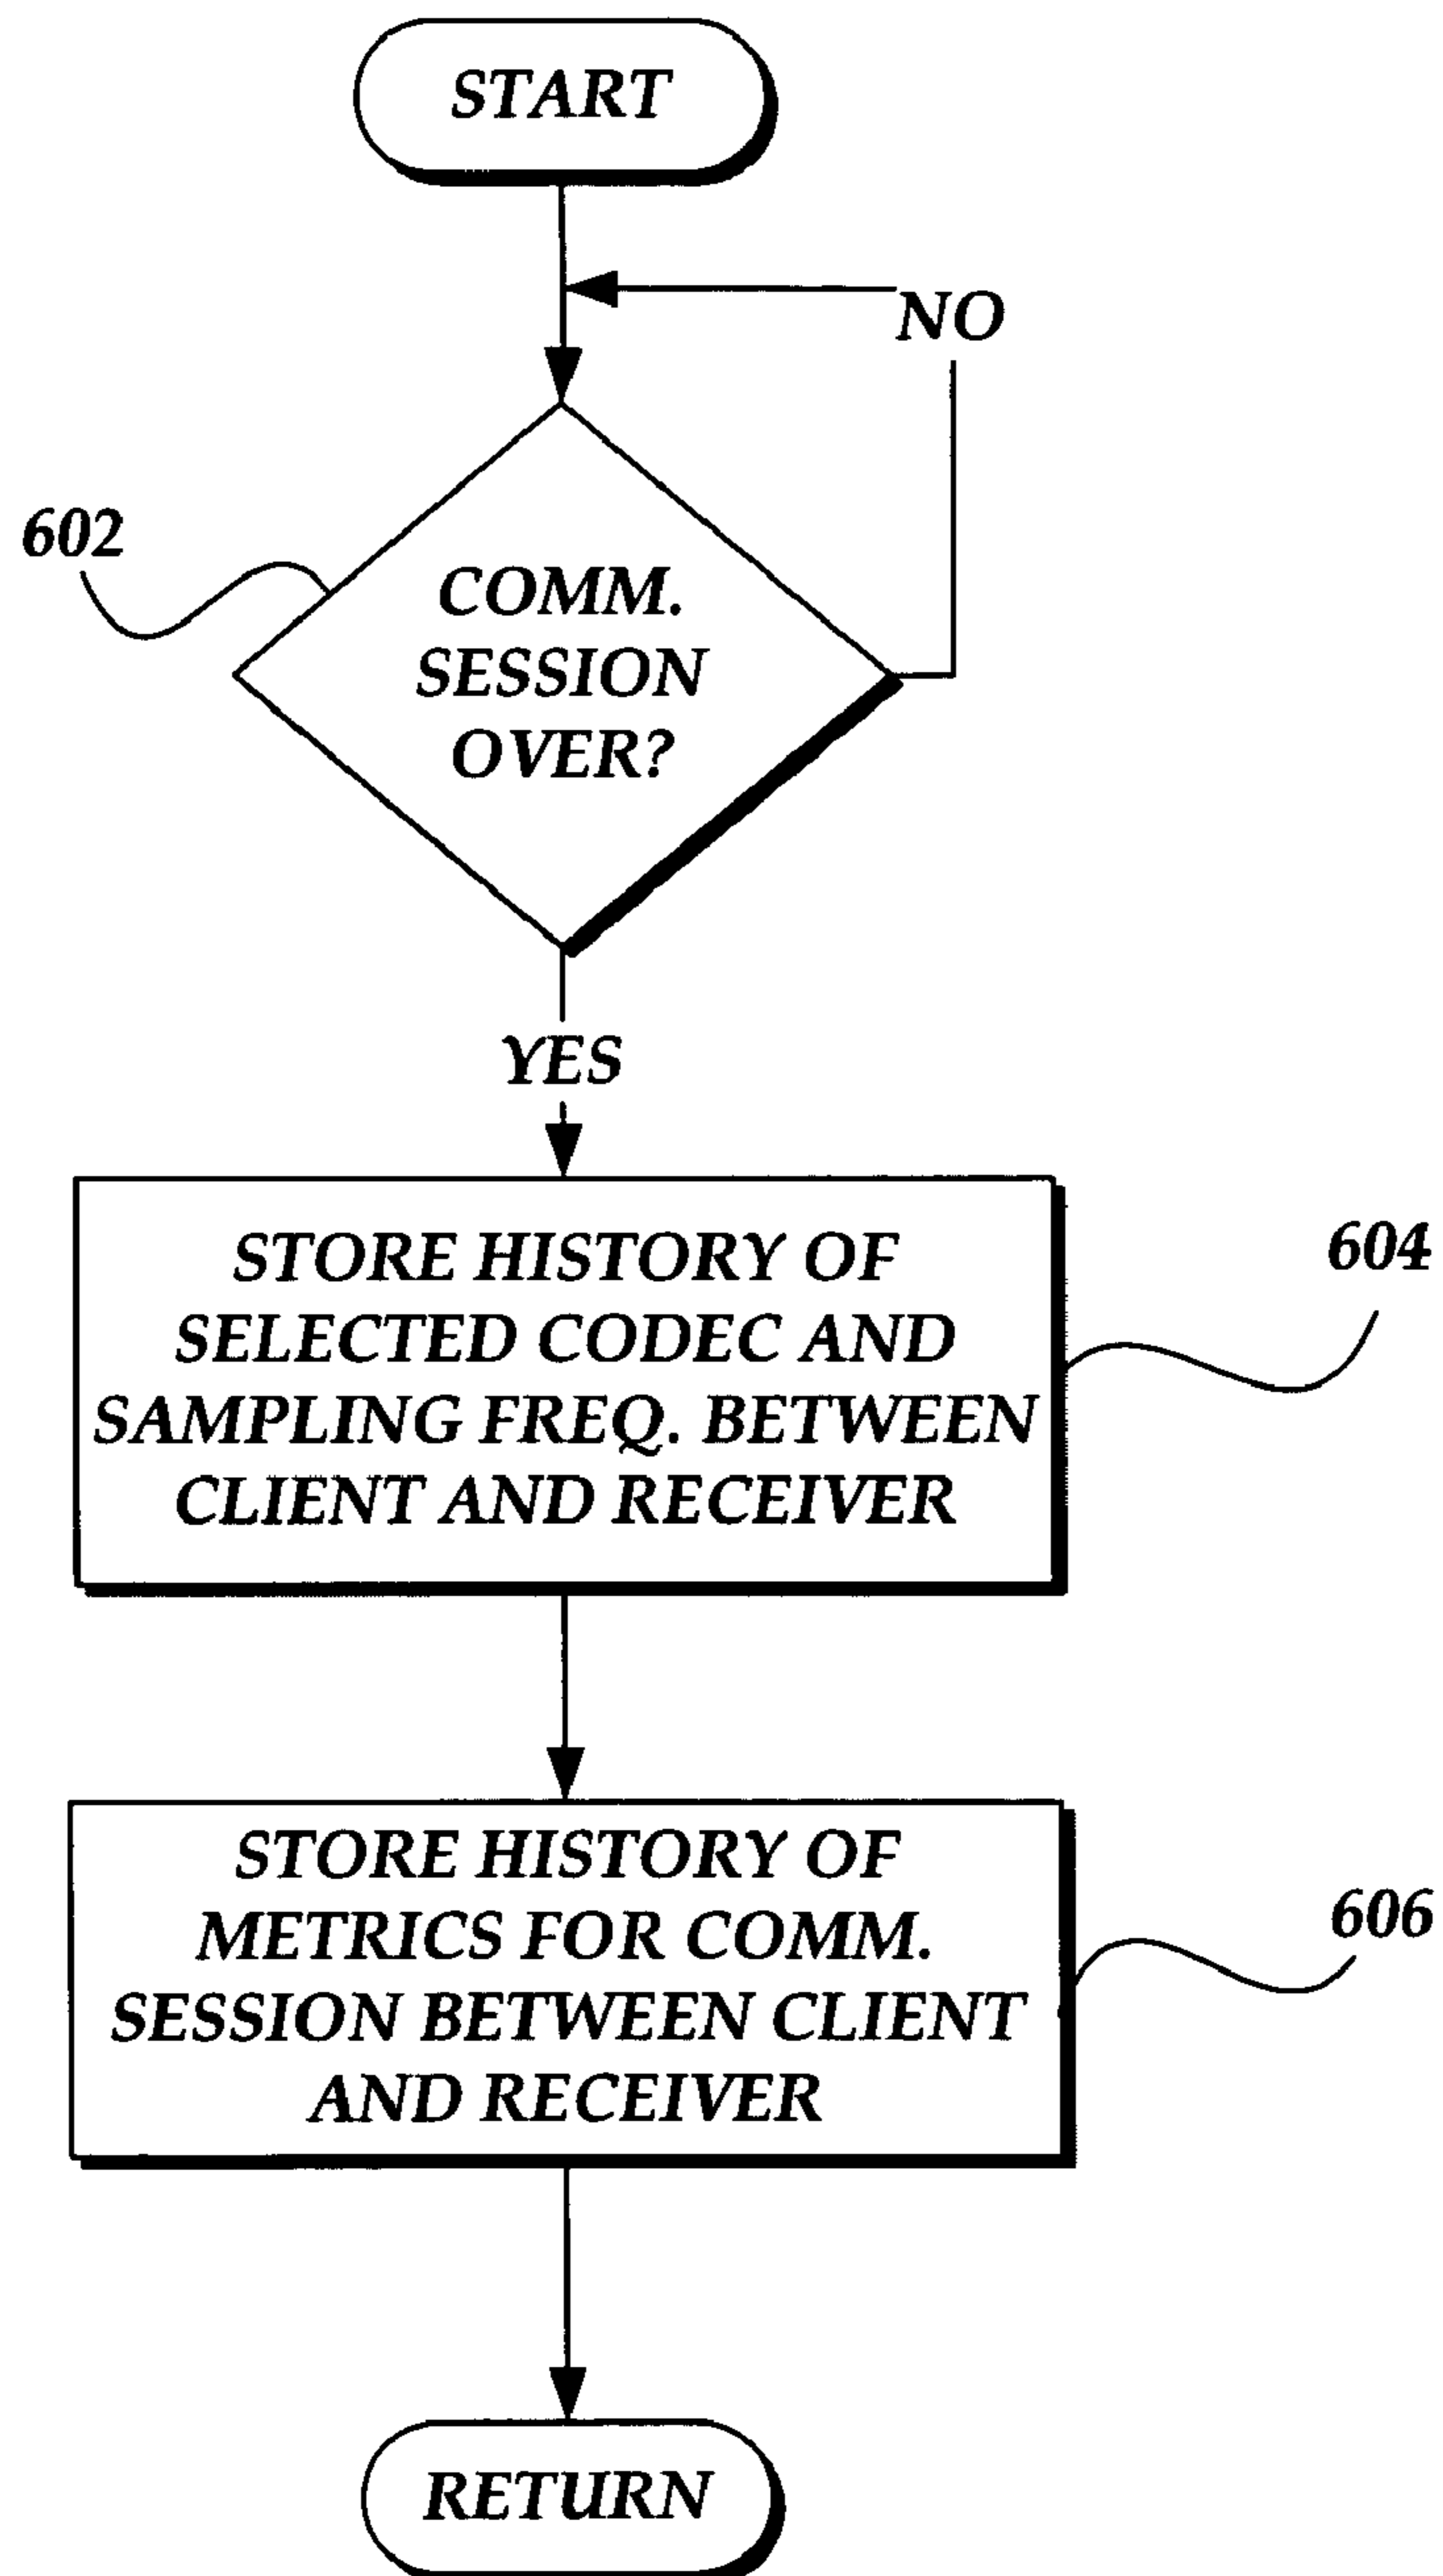 START
NO
602
COMM.
SESSION
OVER?
YES
STORE HISTORY OF
SELECTED CODEC AND
SAMPLING FREQ. BETWEEN
CLIENT AND RECEIVER
604
STORE HISTORY OF
METRICS FOR COMM.
SESSION BETWEEN CLIENT
AND RECEIVER
606
RETURN